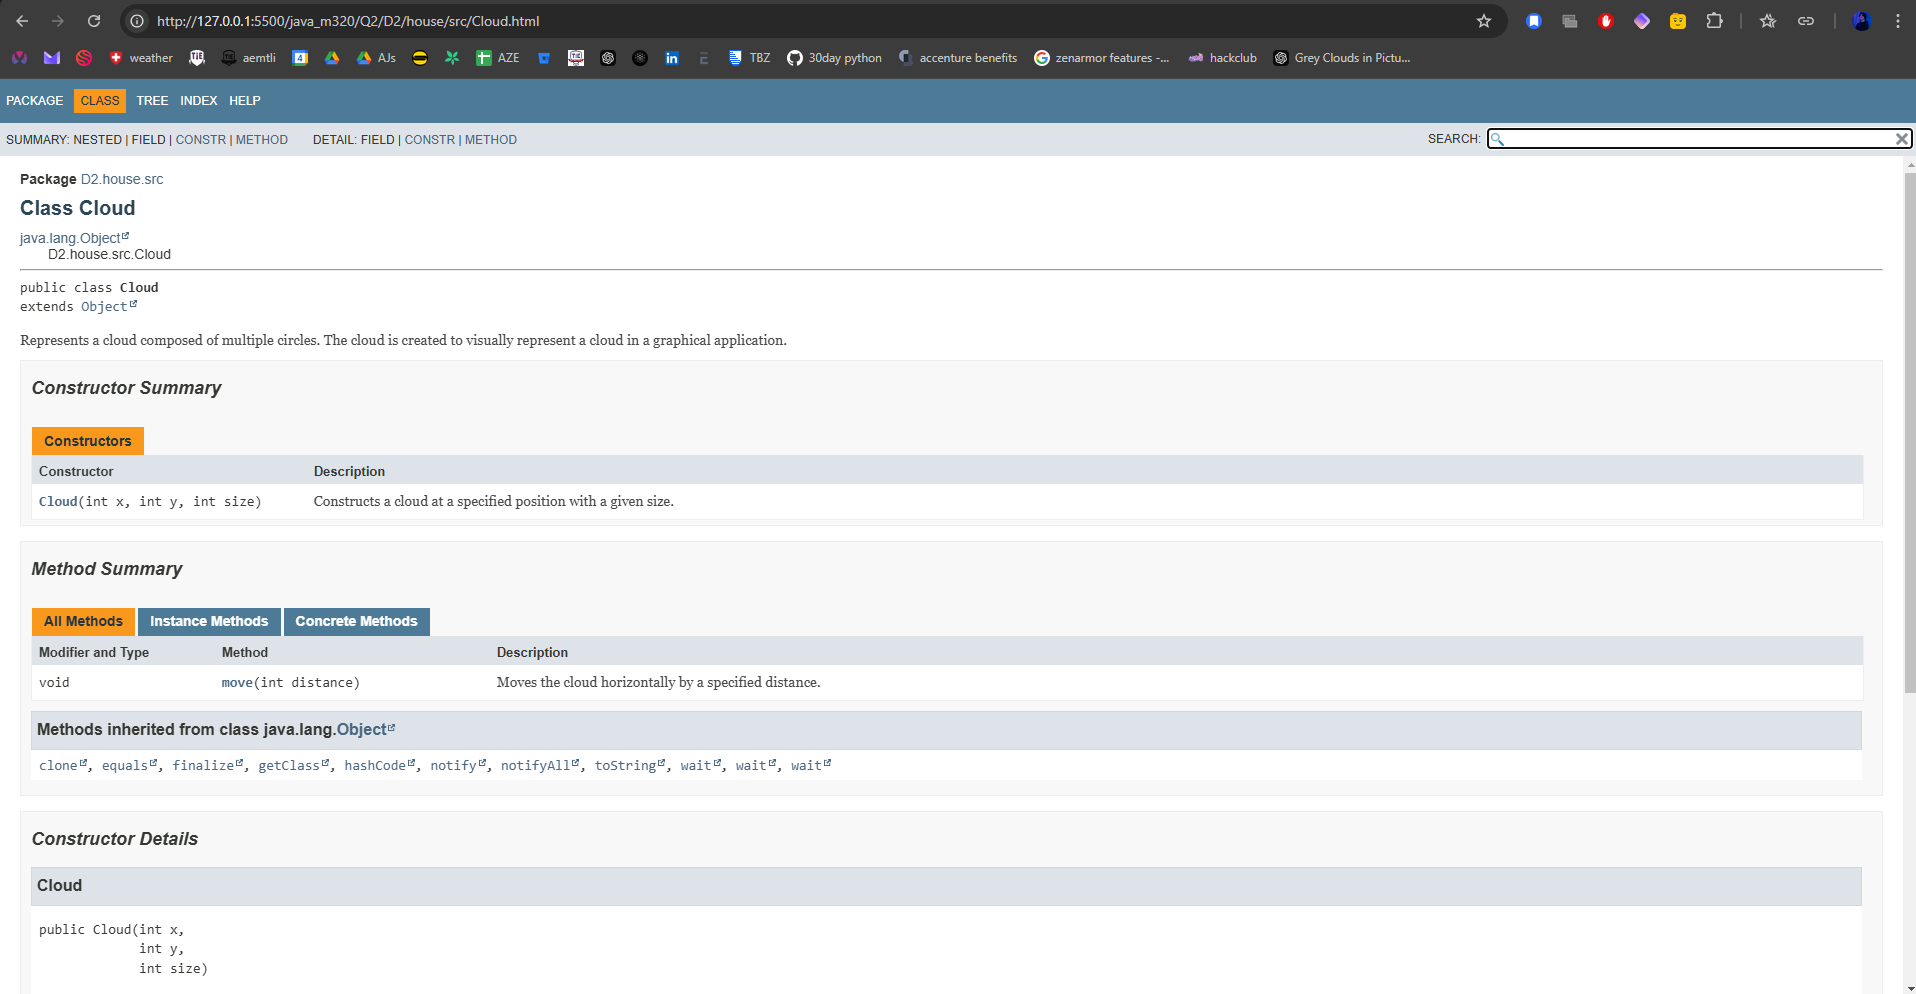 http://127.0.0.1:5500/java_m320/Q2/D2/house/src/Cloud.html
weather aemtli AJs AZE TBZ 30day python accenture benefits zenarmor features -... hackclub Grey Clouds in Pictu...
PACKAGE CLASS TREE INDEX HELP
SUMMARY: NESTED | FIELD | CONSTR | METHOD DETAIL: FIELD | CONSTR | METHOD SEARCH:
Package D2.house.src
Class Cloud
java.lang.Object
D2.house.src.Cloud
public class Cloud
extends Object
Represents a cloud composed of multiple circles. The cloud is created to visually represent a cloud in a graphical application.
Constructor Summary
Constructors
Constructor Description
Cloud(int x, int y, int size) Constructs a cloud at a specified position with a given size.
Method Summary
All Methods Instance Methods Concrete Methods
Modifier and Type Method Description
void move(int distance) Moves the cloud horizontally by a specified distance.
Methods inherited from class java.lang.Object
clone, equals, finalize, getClass, hashCode, notify, notifyAll, toString, wait, wait, wait
Constructor Details
Cloud
public Cloud(int x,
int y,
int size)